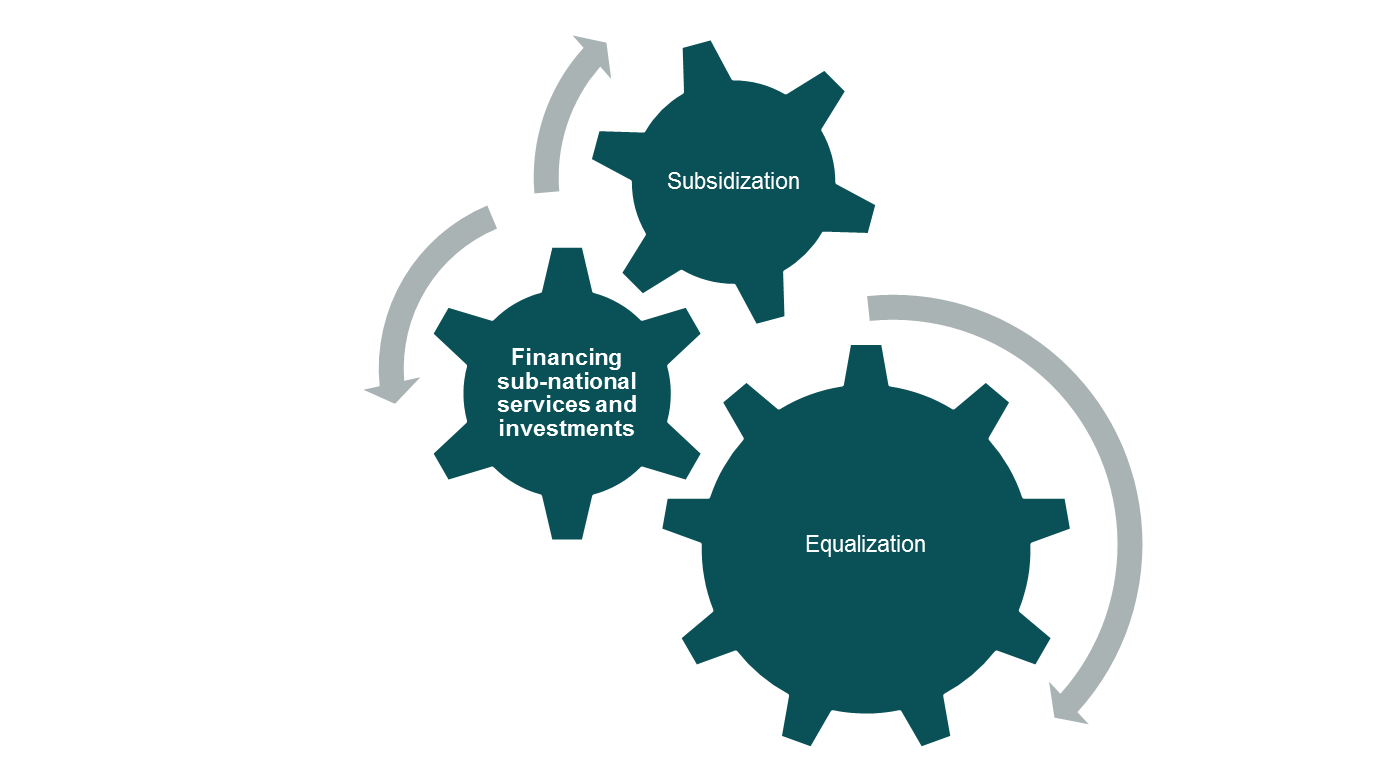 Subsidization
Financing
sub-national
services and
investments
Equalization